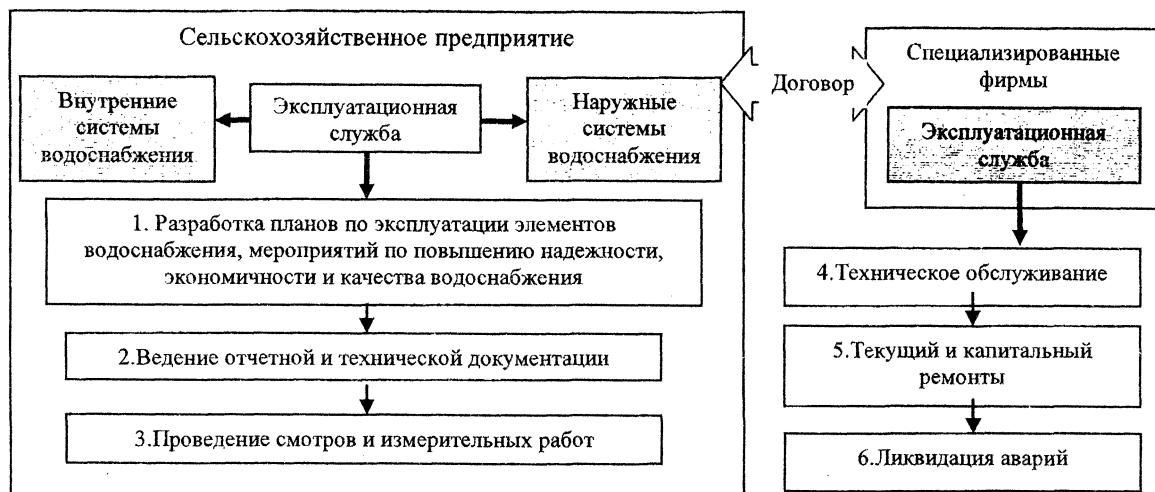 Сельскохозяйственное предприятие
Внутренние
системы
водоснабжения
Эксплуатационная
служба
Наружные
системы
водоснабжения
Договор
Специализированные
фирмы
Эксплуатационная
служба
1. Разработка планов по эксплуатации элементов
водоснабжения, мероприятий по повышению надежности,
экономичности и качества водоснабжения
2.Ведение отчетной и технической документации
3.Проведение смотров и измерительных работ
4.Техническое обслуживание
5.Текущий и капитальный
ремонты
6.Ликвидация аварий